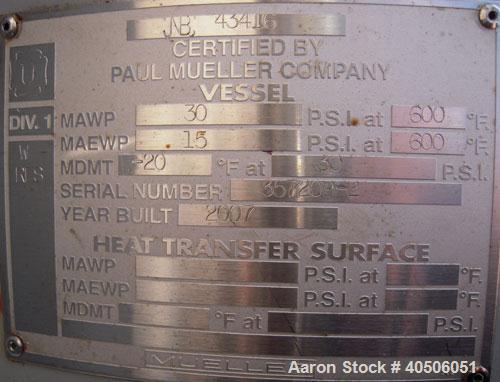 NB 43416
CERTIFIED BY
PAUL MUELLER COMPANY
VESSEL
U
DIV. 1
W
MAWP 30 P.S.I. at 600 °F.
MAEWP 15 P.S.I. at 600 °F.
MDMT -20 °F at 30 P.S.I.
SERIAL NUMBER
YEAR BUILT 2007
HEAT TRANSFER SURFACE
MAWP P.S.I. at °F.
MAEWP P.S.I. at °F.
MDMT °F at P.S.I.
MUELLER
Aaron Stock # 40506051